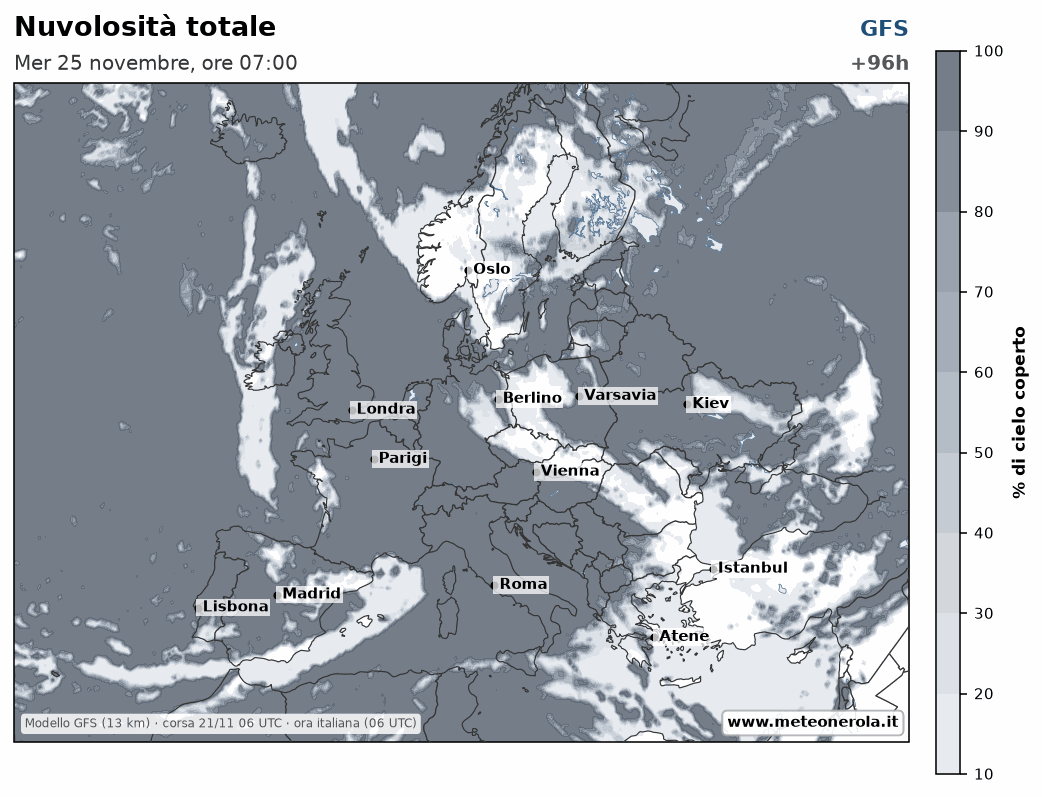 Nuvolosità totale
GFS
Mer 25 novembre, ore 07:00
+96h
100
90
80
70
60
50
40
30
20
10
% di cielo coperto
Oslo
Berlino
Varsavia
Londra
Kiev
Parigi
Vienna
Istanbul
Roma
Madrid
Lisbona
Atene
Modello GFS (13 km) · corsa 21/11 06 UTC · ora italiana (06 UTC)
www.meteonerola.it